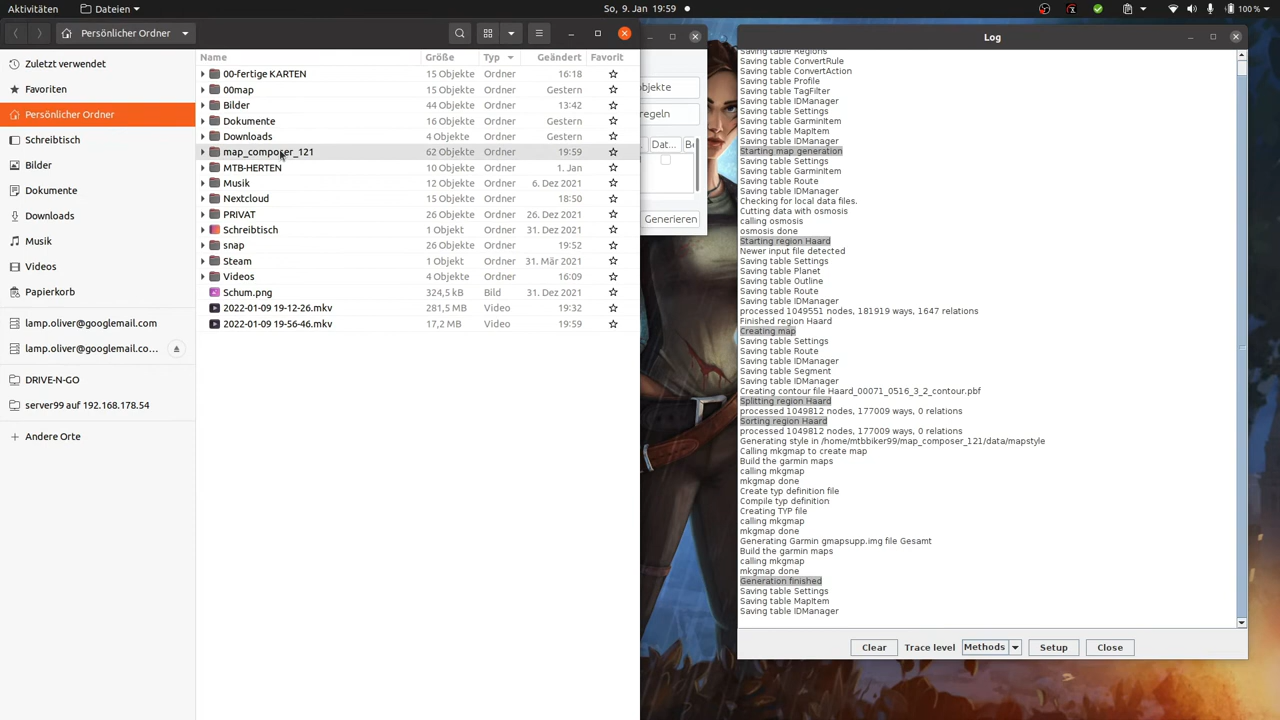 Aktivitäten
Dateien
So, 9. Jan 19:59
100 %
Persönlicher Ordner
Zuletzt verwendet
Favoriten
Persönlicher Ordner
Schreibtisch
Bilder
Dokumente
Downloads
Musik
Videos
Papierkorb
lamp.oliver@googlemail.com
lamp.oliver@googlemail.co…
DRIVE-N-GO
server99 auf 192.168.178.54
Andere Orte
Name Größe Typ Geändert Favorit
00-fertige KARTEN 15 Objekte Ordner 16:18
00map 15 Objekte Ordner Gestern
Bilder 44 Objekte Ordner 13:42
Dokumente 16 Objekte Ordner Gestern
Downloads 4 Objekte Ordner Gestern
map_composer_121 62 Objekte Ordner 19:59
MTB-HERTEN 10 Objekte Ordner 1. Jan
Musik 12 Objekte Ordner 6. Dez 2021
Nextcloud 15 Objekte Ordner 18:50
PRIVAT 26 Objekte Ordner 26. Dez 2021
Schreibtisch 1 Objekt Ordner 31. Dez 2021
snap 26 Objekte Ordner 19:52
Steam 1 Objekt Ordner 31. Mär 2021
Videos 4 Objekte Ordner 16:09
Schum.png 324,5 kB Bild 31. Dez 2021
2022-01-09 19-12-26.mkv 281,5 MB Video 19:32
2022-01-09 19-56-46.mkv 17,2 MB Video 19:59
bjekte
regeln
Dat... Be
Generieren
Log
Saving table Regions
Saving table ConvertRule
Saving table ConvertAction
Saving table Profile
Saving table TagFilter
Saving table IDManager
Saving table Settings
Saving table GarminItem
Saving table MapItem
Saving table IDManager
Starting map generation
Saving table Settings
Saving table GarminItem
Saving table Route
Saving table IDManager
Checking for local data files.
Cutting data with osmosis
calling osmosis
osmosis done
Starting region Haard
Newer input file detected
Saving table Settings
Saving table Planet
Saving table Outline
Saving table Route
Saving table IDManager
processed 1049551 nodes, 181919 ways, 1647 relations
Finished region Haard
Creating map
Saving table Settings
Saving table Route
Saving table IDManager
Saving table Segment
Saving table IDManager
Creating contour file Haard_00071_0516_3_2_contour.pbf
Splitting region Haard
processed 1049812 nodes, 177009 ways, 0 relations
Sorting region Haard
processed 1049812 nodes, 177009 ways, 0 relations
Generating style in /home/mtbbiker99/map_composer_121/data/mapstyle
Calling mkgmap to create map
Build the garmin maps
calling mkgmap
mkgmap done
Create typ definition file
Compile typ definition
Creating TYP file
calling mkgmap
mkgmap done
Generating Garmin gmapsupp.img file Gesamt
Build the garmin maps
calling mkgmap
mkgmap done
Generation finished
Saving table Settings
Saving table MapItem
Saving table IDManager
Clear Trace level Methods Setup Close